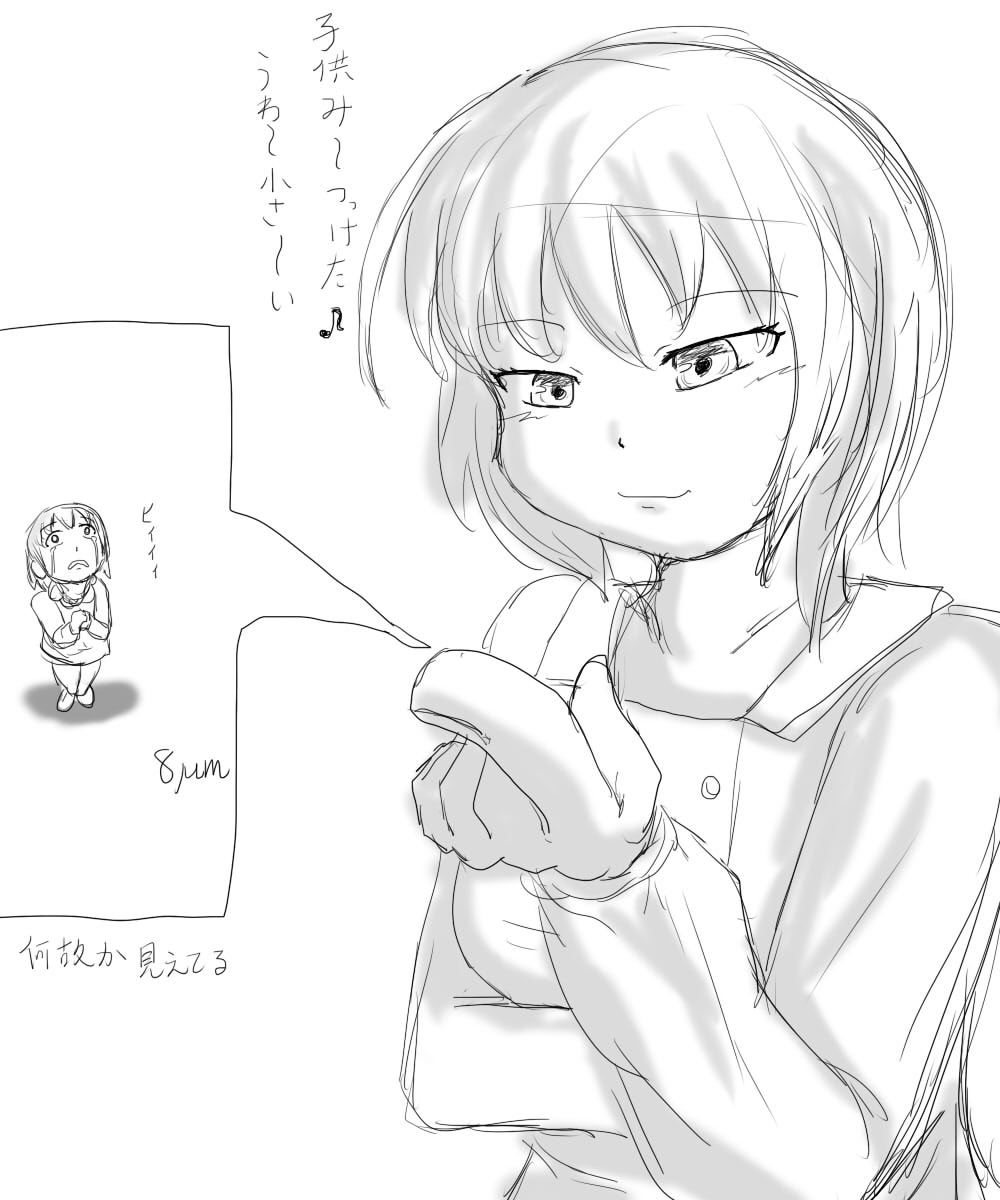 子供み～つっけた♪
うわ～小さ～い
ピィィィ
8μm
何故か見えてる